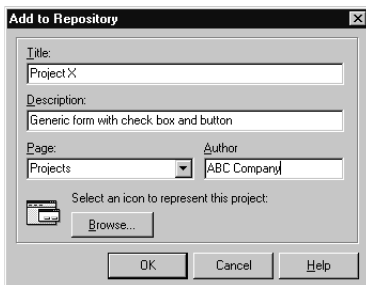 Add to Repository
Title:
Project X
Description:
Generic form with check box and button
Page: Author
Projects ABC Company
Select an icon to represent this project:
Browse...
OK Cancel Help